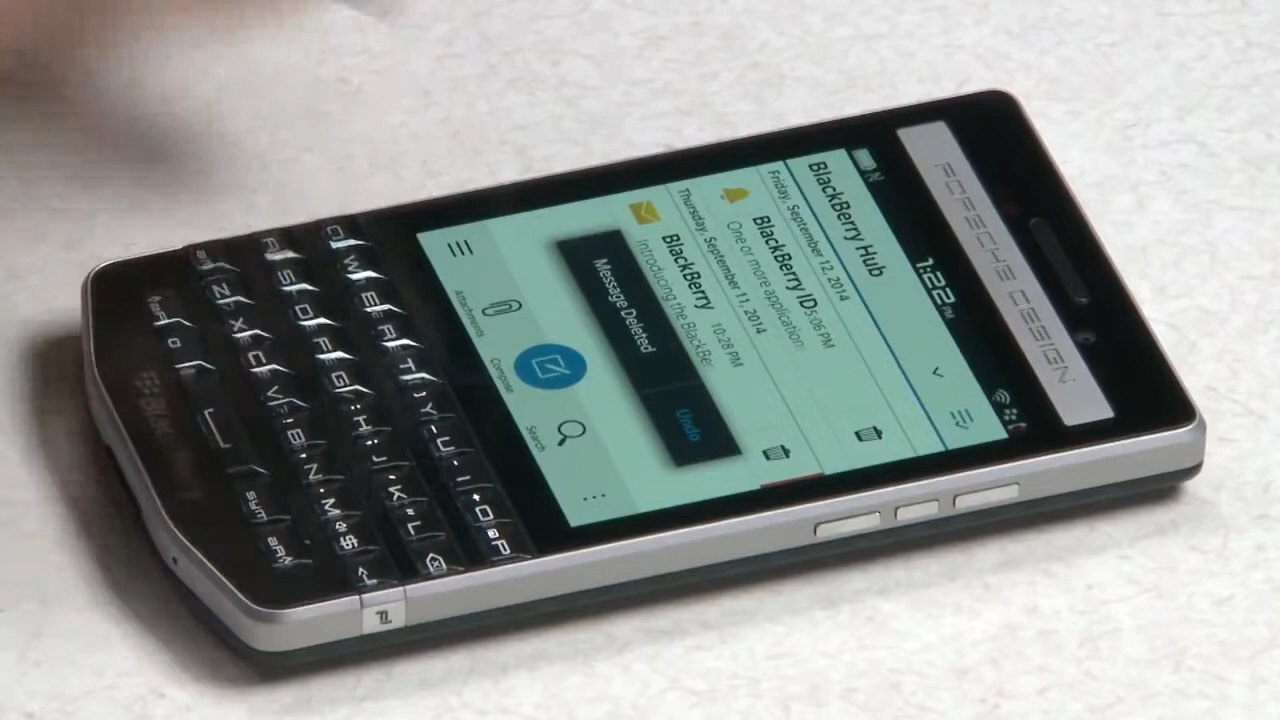 PORSCHE DESIGN
1:22 PM
BlackBerry Hub
Friday, September 12, 2014
BlackBerry ID 5:06 PM
One or more application
Thursday, September 11, 2014
BlackBerry 10:28 PM
Introducing the BlackBer
Message Deleted Undo
Attachments Compose Search
Q W E R T Y U I O P
A S D F G H J K L
Z X C V B N M $
sym